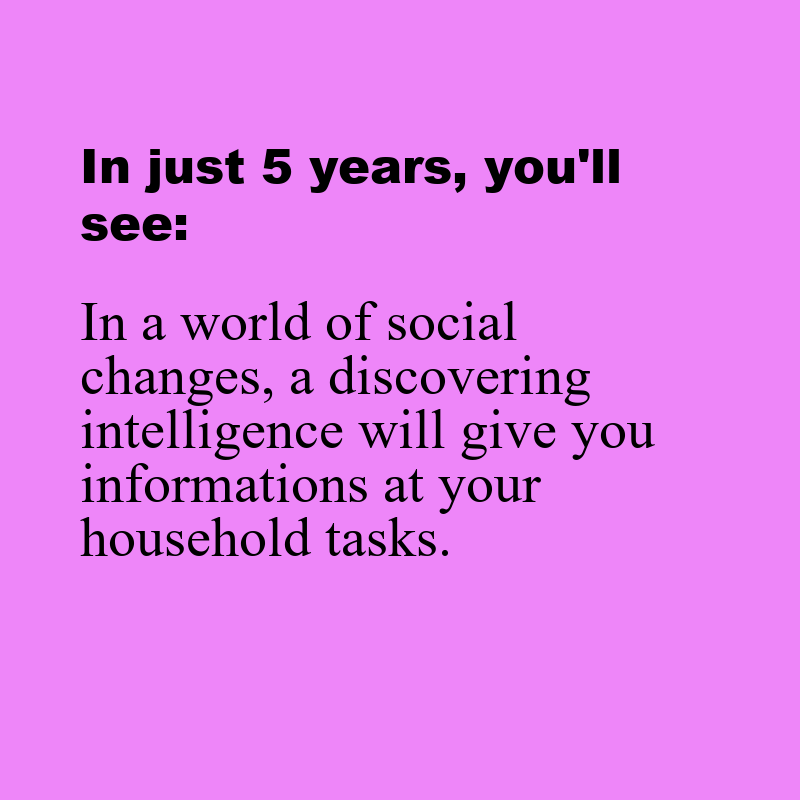 In just 5 years, you'll
see:
In a world of social
changes, a discovering
intelligence will give you
informations at your
household tasks.